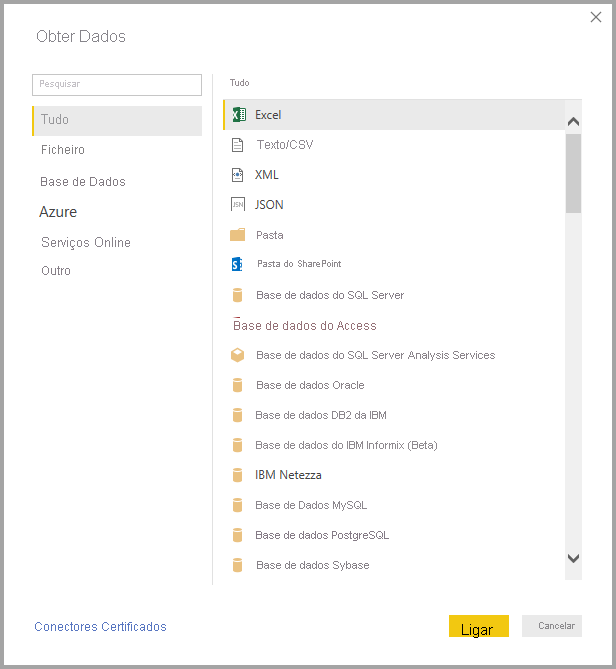 Obter Dados
Pesquisar
Tudo
Ficheiro
Base de Dados
Azure
Serviços Online
Outro
Tudo
Excel
Texto/CSV
XML
JSON
Pasta
Pasta do SharePoint
Base de dados do SQL Server
Base de dados do Access
Base de dados do SQL Server Analysis Services
Base de dados Oracle
Base de dados DB2 da IBM
Base de dados do IBM Informix (Beta)
IBM Netezza
Base de Dados MySQL
Base de dados PostgreSQL
Base de dados Sybase
Conectores Certificados
Ligar
Cancelar